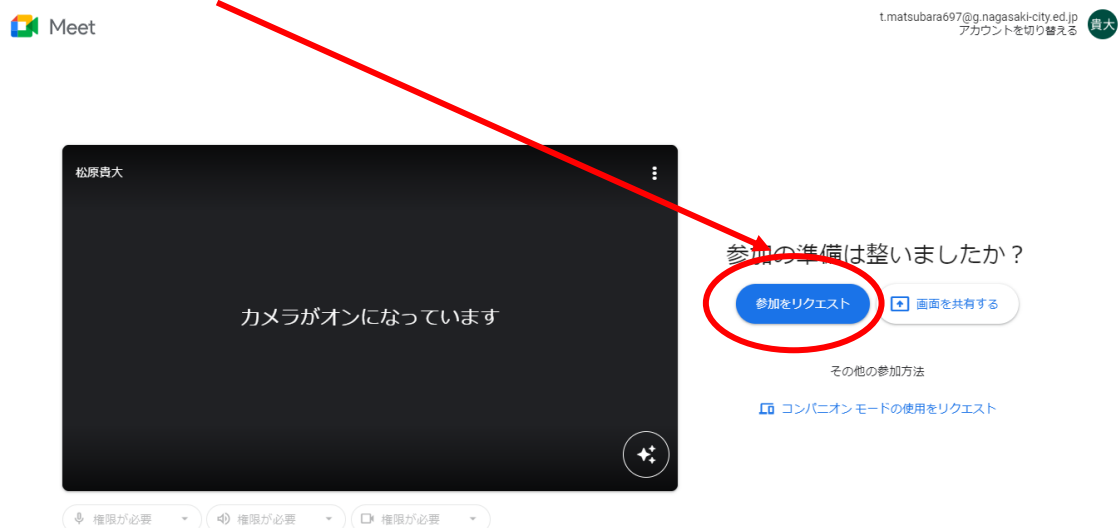 Meet
t.matsubara697@g.nagasaki-city.ed.jp
アカウントを切り替える
貴大
松原貴大
カメラがオンになっています
参加の準備は整いましたか？
参加をリクエスト
画面を共有する
その他の参加方法
コンパニオン モードの使用をリクエスト
権限が必要
権限が必要
権限が必要